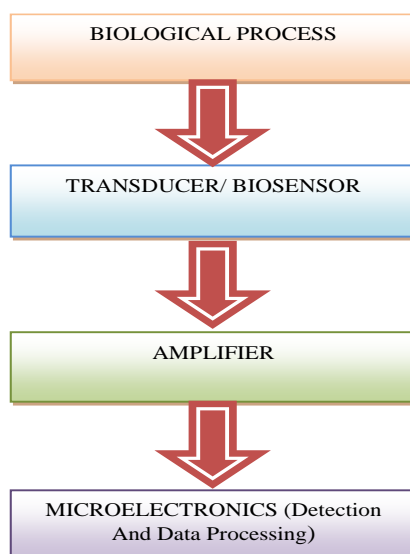 BIOLOGICAL PROCESS
TRANSDUCER/ BIOSENSOR
AMPLIFIER
MICROELECTRONICS (Detection
And Data Processing)